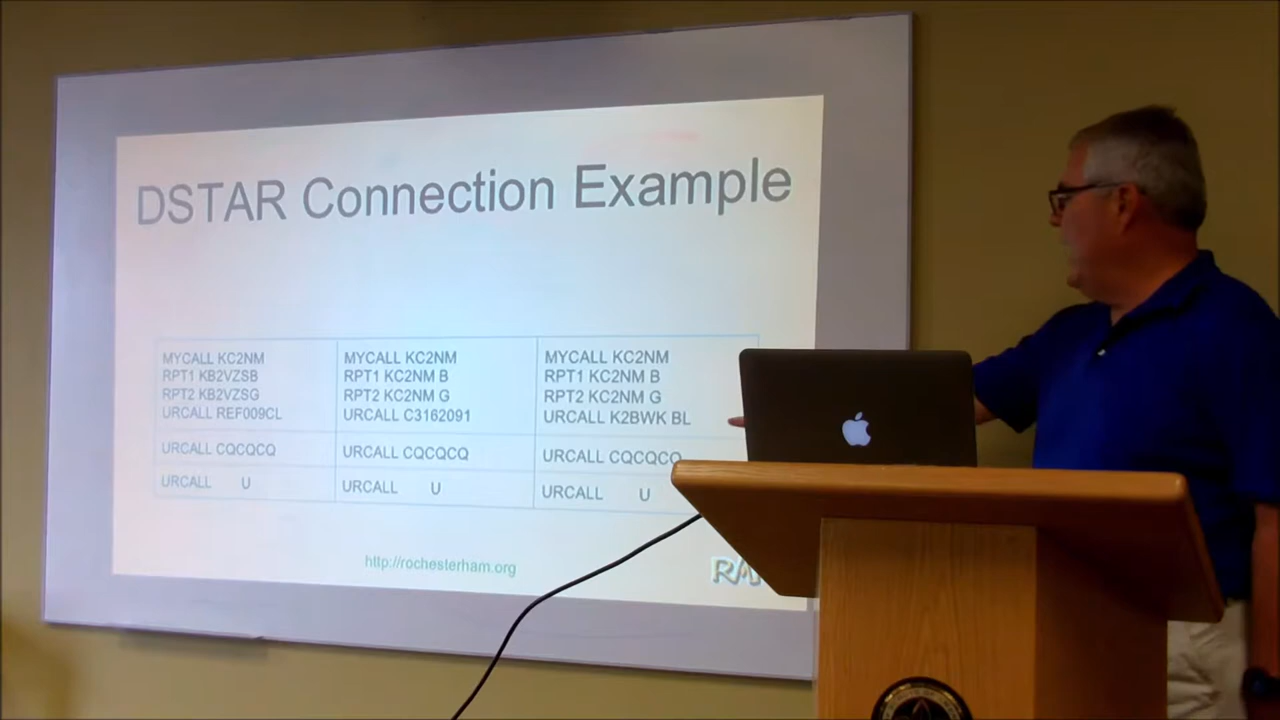 DSTAR Connection Example
MYCALL KC2NM
RPT1 KB2VZSB
RPT2 KB2VZSG
URCALL REF009CL
URCALL CQCQCQ
URCALL U
MYCALL KC2NM
RPT1 KC2NM B
RPT2 KC2NM G
URCALL C3162091
URCALL CQCQCQ
URCALL U
MYCALL KC2NM
RPT1 KC2NM B
RPT2 KC2NM G
URCALL K2BWK BL
URCALL CQCQCQ
URCALL U
http://rochesterham.org